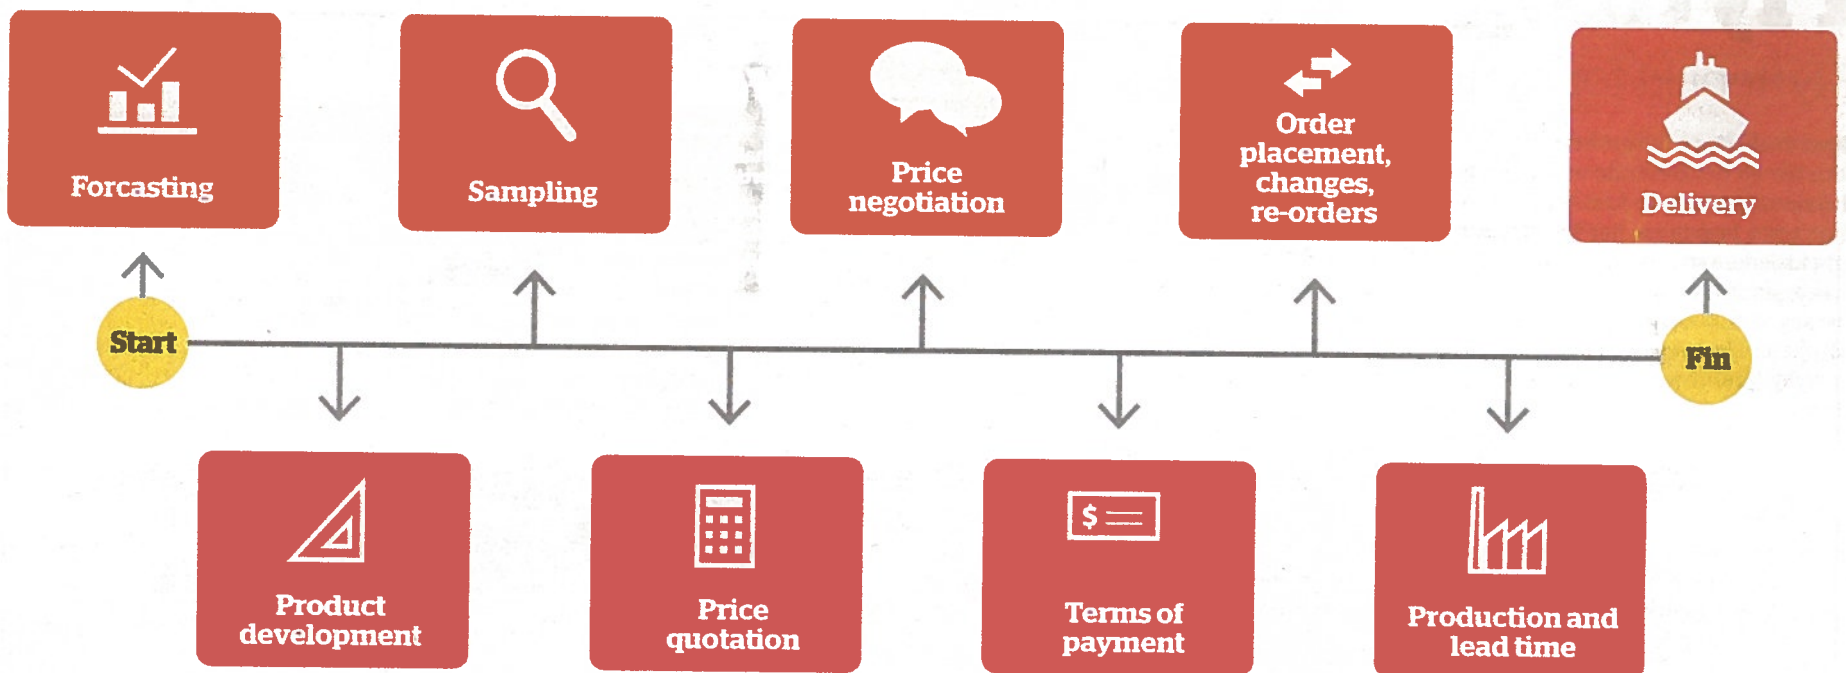 Forcasting
Sampling
Price
negotiation
Order
placement,
changes,
re-orders
Delivery
Start
Fin
Product
development
Price
quotation
$
Terms of
payment
Production and
lead time